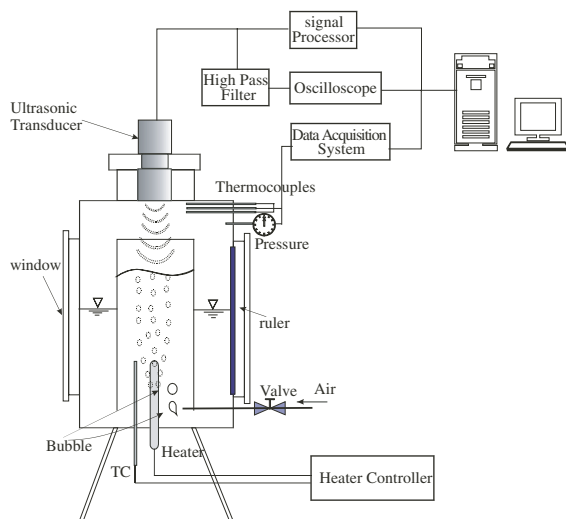 signal
Processor
High Pass
Filter
Oscilloscope
Ultrasonic
Transducer
Data Acquisition
System
Thermocouples
Pressure
window
ruler
Valve
Air
Bubble
Heater
TC
Heater Controller